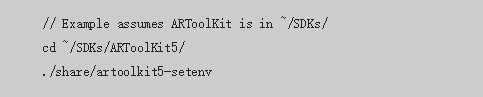 // Example assumes ARToolKit is in ~/SDKs/
cd ~/SDKs/ARToolKit5/
./share/artoolkit5-setenv